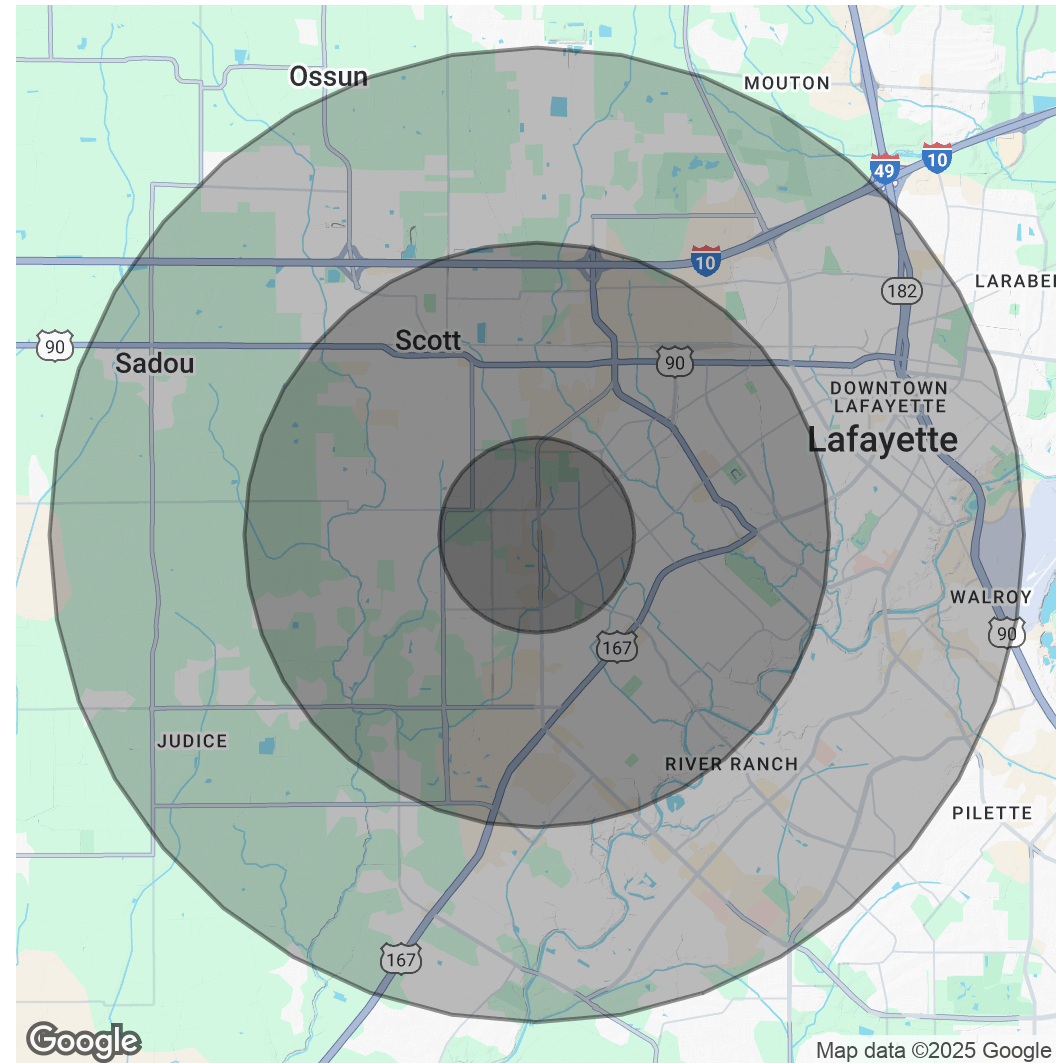 Ossun
MOUTON
49
10
10
182
LARABEE
90
Sadou
Scott
90
DOWNTOWN
LAFAYETTE
Lafayette
WALROY
90
167
JUDICE
RIVER RANCH
PILETTE
167
Google
Map data ©2025 Google